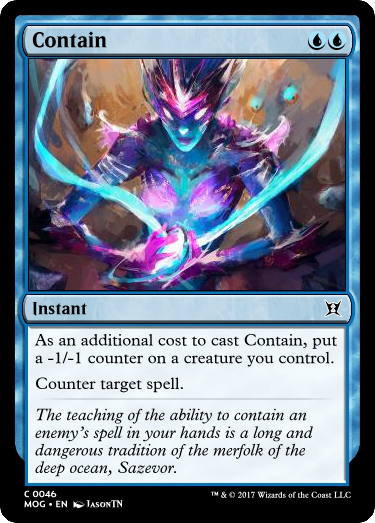 Contain
Instant
As an additional cost to cast Contain, put
a -1/-1 counter on a creature you control.
Counter target spell.
The teaching of the ability to contain an
enemy's spell in your hands is a long and
dangerous tradition of the merfolk of the
deep ocean, Sazevor.
C 0046
MOG • EN JasonTN
™ & © 2017 Wizards of the Coast LLC